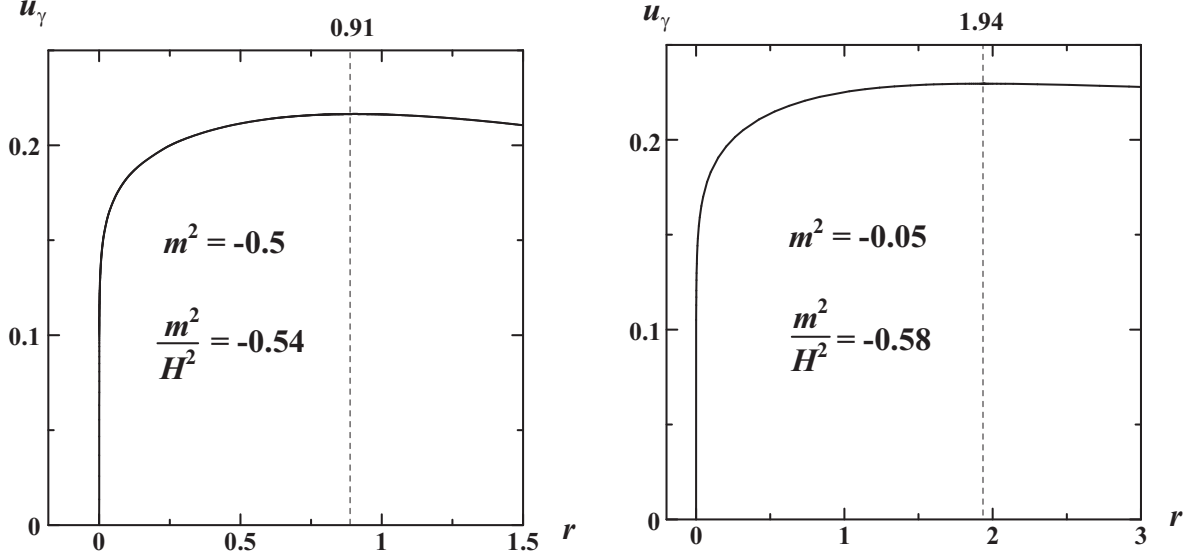 u_γ
0.91
0.2
0.1
0
m² = -0.5
m²
H²
= -0.54
0
0.5
1
1.5
r
u_γ
1.94
0.2
0.1
0
m² = -0.05
m²
H²
= -0.58
0
1
2
3
r